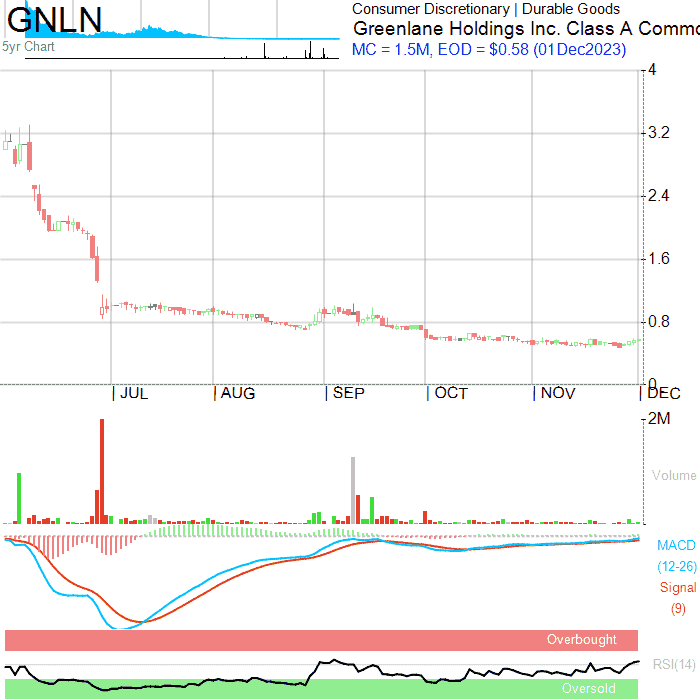 GNLN
5yr Chart
Consumer Discretionary | Durable Goods
Greenlane Holdings Inc. Class A Commo
MC = 1.5M, EOD = $0.58 (01Dec2023)
4
3.2
2.4
1.6
0.8
0
JUL AUG SEP OCT NOV DEC
2M
Volume
MACD
(12-26)
Signal
(9)
Overbought
RSI(14)
Oversold